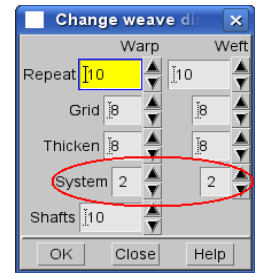 Change weave di
Warp Weft
Repeat 10 10
Grid 8 8
Thicken 8 8
System 2 2
Shafts 10
OK Close Help